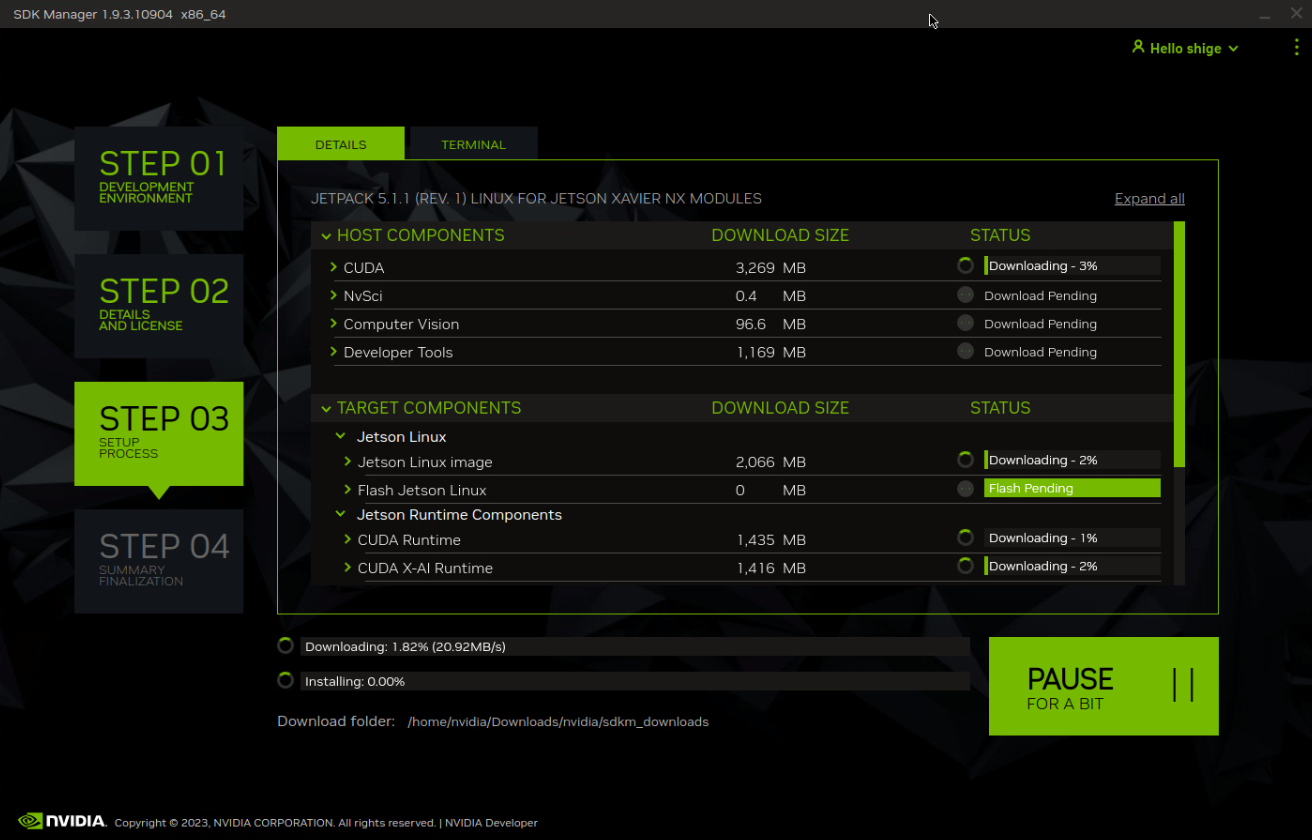 SDK Manager 1.9.3.10904 x86_64
Hello shige
STEP 01
DEVELOPMENT
ENVIRONMENT
STEP 02
DETAILS
AND LICENSE
STEP 03
SETUP
PROCESS
STEP 04
SUMMARY
FINALIZATION
DETAILS TERMINAL
JETPACK 5.1.1 (REV. 1) LINUX FOR JETSON XAVIER NX MODULES Expand all
HOST COMPONENTS DOWNLOAD SIZE STATUS
CUDA 3,269 MB Downloading - 3%
NvSci 0.4 MB Download Pending
Computer Vision 96.6 MB Download Pending
Developer Tools 1,169 MB Download Pending
TARGET COMPONENTS DOWNLOAD SIZE STATUS
Jetson Linux
Jetson Linux image 2,066 MB Downloading - 2%
Flash Jetson Linux 0 MB Flash Pending
Jetson Runtime Components
CUDA Runtime 1,435 MB Downloading - 1%
CUDA X-AI Runtime 1,416 MB Downloading - 2%
Downloading: 1.82% (20.92MB/s)
Installing: 0.00%
Download folder: /home/nvidia/Downloads/nvidia/sdkm_downloads
PAUSE
FOR A BIT
NVIDIA. Copyright © 2023, NVIDIA CORPORATION. All rights reserved. | NVIDIA Developer